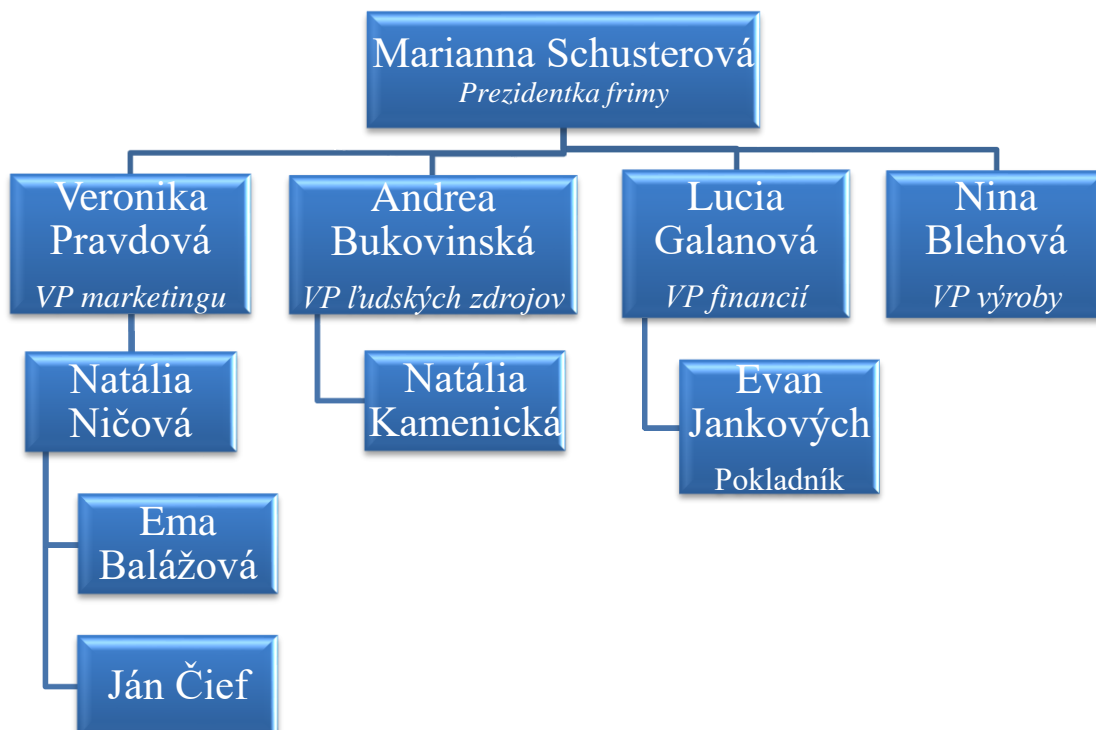 Marianna Schusterová
Prezidentka frimy
Veronika
Pravdová
VP marketingu
Andrea
Bukovinská
VP ľudských zdrojov
Lucia
Galanová
VP financií
Nina
Blehová
VP výroby
Natália
Ničová
Natália
Kamenická
Evan
Jankových
Pokladník
Ema
Balážová
Ján Čief